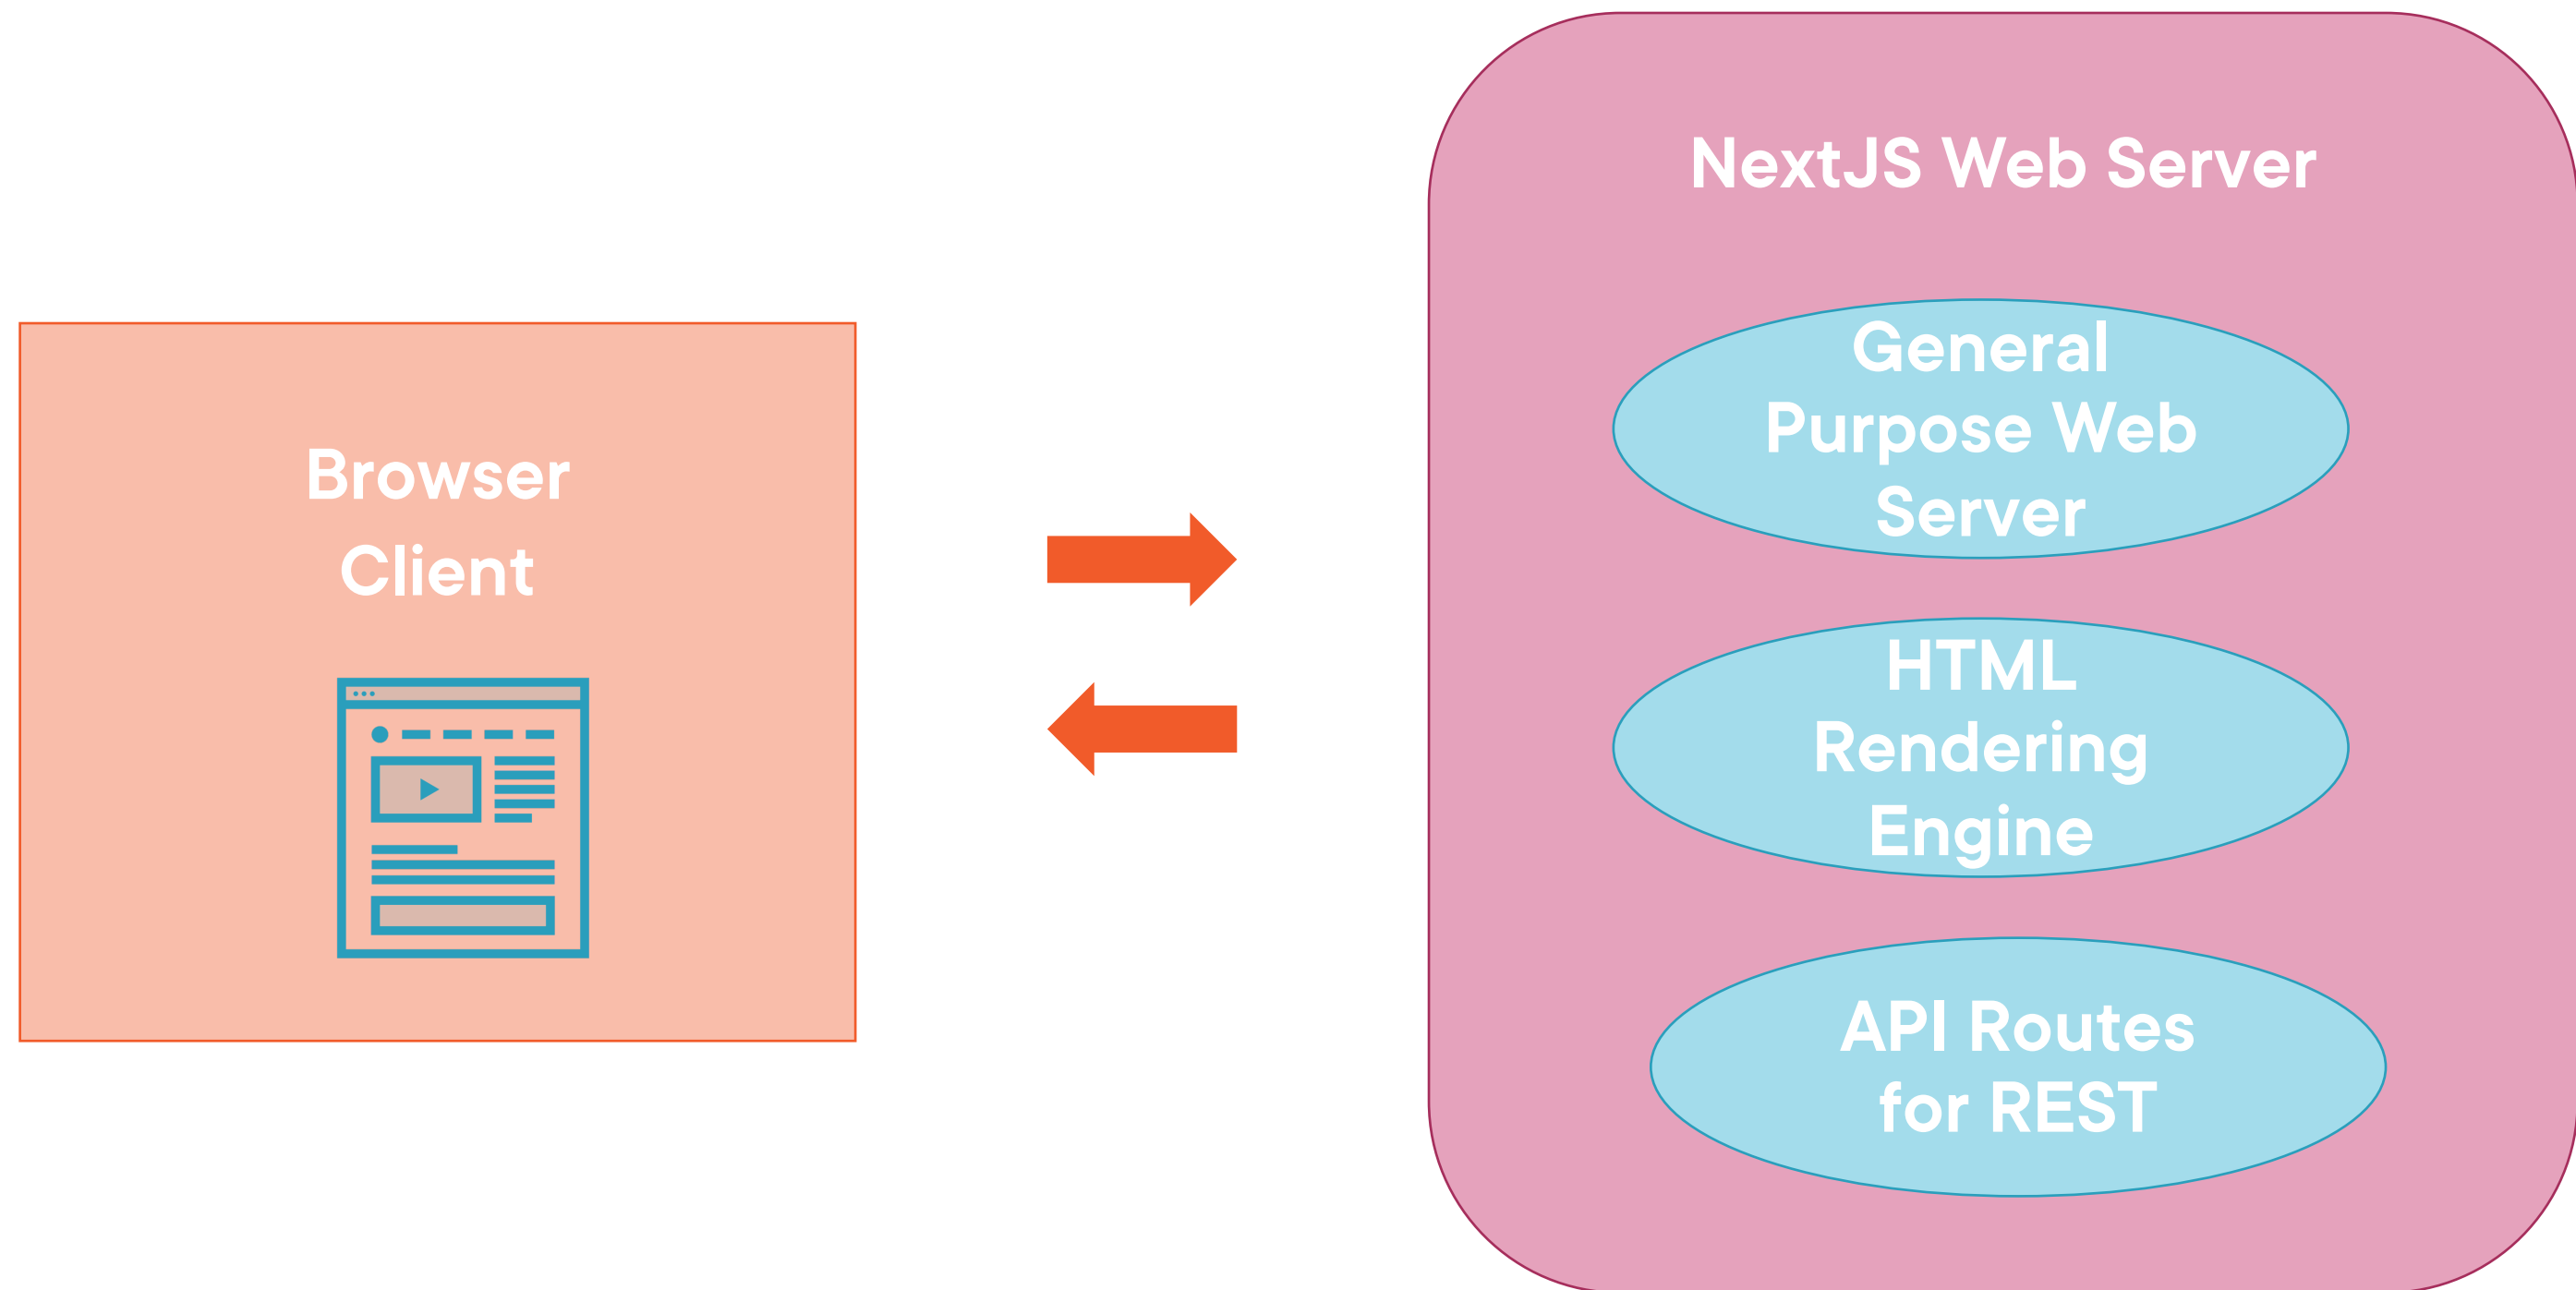 Browser
Client
NextJS Web Server
General
Purpose Web
Server
HTML
Rendering
Engine
API Routes
for REST